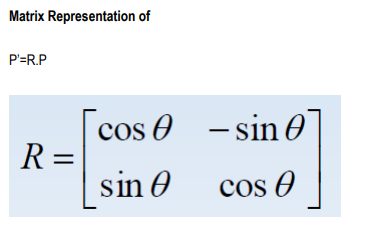 Matrix Representation of
P'=R.P
R = [ cos θ  – sin θ
sin θ  cos θ ]